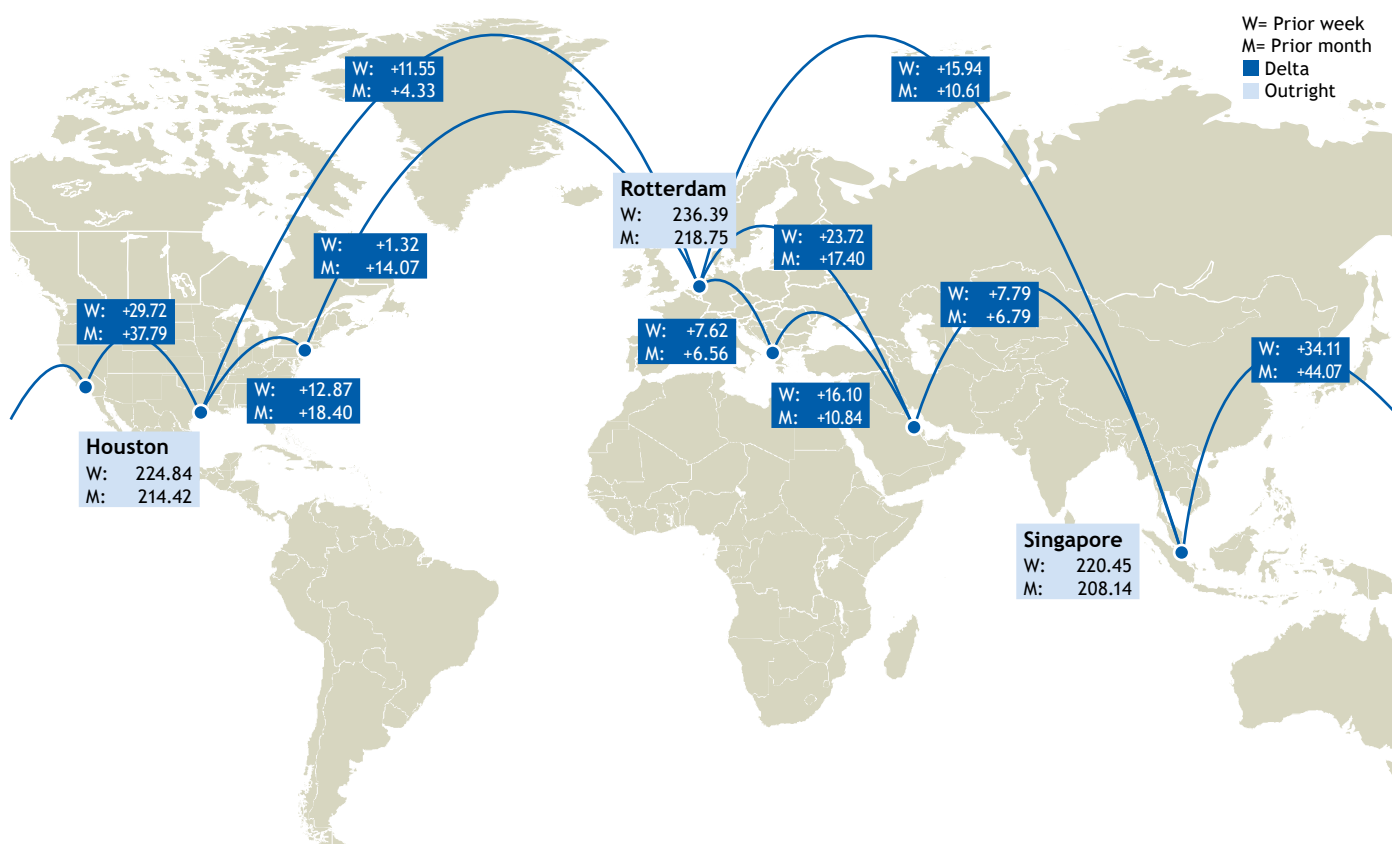 W= Prior week
M= Prior month
Delta
Outright
W: +11.55
M: +4.33
W: +15.94
M: +10.61
Rotterdam
W: 236.39
M: 218.75
W: +1.32
M: +14.07
W: +23.72
M: +17.40
W: +29.72
M: +37.79
W: +7.79
M: +6.79
W: +7.62
M: +6.56
W: +34.11
M: +44.07
W: +12.87
M: +18.40
W: +16.10
M: +10.84
Houston
W: 224.84
M: 214.42
Singapore
W: 220.45
M: 208.14